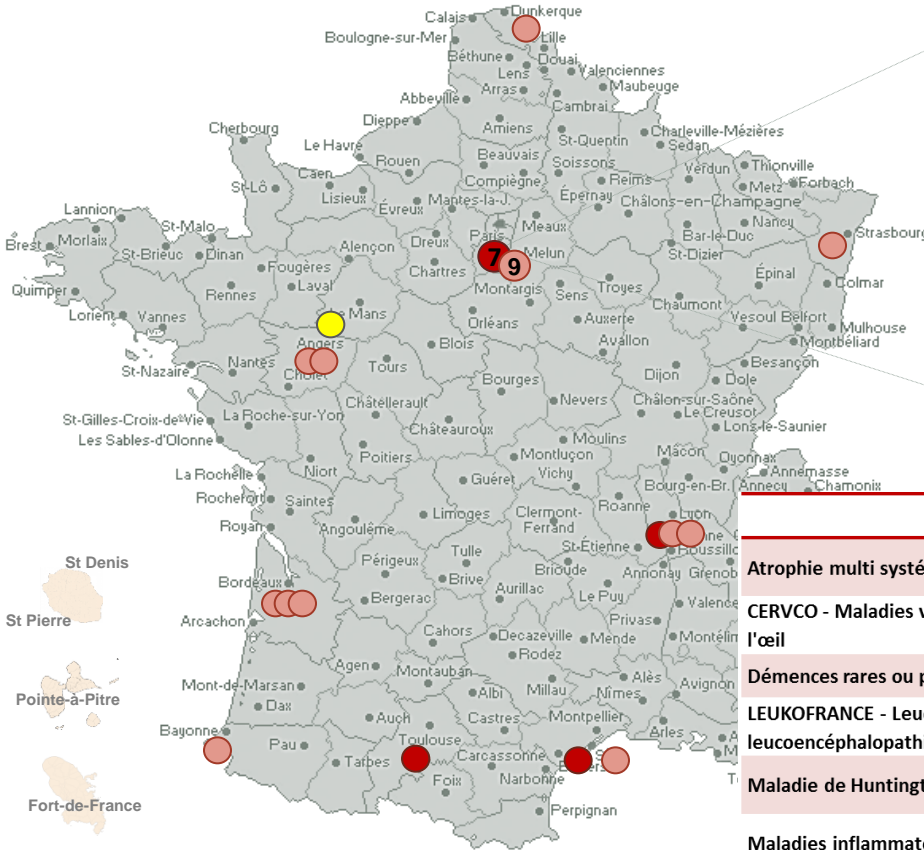 Calais
Dunkerque
Boulogne-sur-Mer
Lille
Béthune
Douai
Lens
Valenciennes
Arras
Maubeuge
Abbeville
Cambrai
Dieppe
Amiens
Cherbourg
St-Quentin
Charleville-Mézières
Sedan
Le Havre
Rouen
Beauvais
Soissons
Verdun
Thionville
Caen
Compiègne
Reims
Metz
Forbach
St-Lô
Lisieux
Évreux
Mantes-la-J.
Épernay
Châlons-en-Champagne
Lannion
Meaux
Nancy
St-Malo
Dreux
Paris
Bar-le-Duc
Strasbourg
Brest
Morlaix
St-Brieuc
Dinan
Alençon
Melun
St-Dizier
7
9
Fougères
Chartres
Épinal
Quimper
Rennes
Laval
Montargis
Sens
Troyes
Colmar
Lorient
Vannes
Mans
Orléans
Chaumont
Auxerre
Vesoul
Belfort
Mulhouse
Angers
Blois
Avallon
Montbéliard
St-Nazaire
Nantes
Tours
Besançon
Cholet
Bourges
Dijon
Dole
Châtellerault
Nevers
Châlon-sur-Saône
St-Gilles-Croix-de-Vie
La Roche-sur-Yon
Le Creusot
Les Sables-d'Olonne
Châteauroux
Lons-le-Saunier
Poitiers
Moulins
La Rochelle
Niort
Montluçon
Mâcon
Oyonnax
Annemasse
Rochefort
Guéret
Vichy
Bourg-en-Br.
Annecy
Chamonix
Saintes
Roanne
Royan
Angoulême
Limoges
Clermont-
Ferrand
Lyon
St-Étienne
Roussillo
Tulle
Brioude
Annonay
Grenob
St Denis
Périgueux
Brive
Bordeaux
Aurillac
Le Puy
Valence
St Pierre
Arcachon
Bergerac
Privas
Cahors
Decazeville
Mende
Montélim
Rodez
Agen
Pointe-à-Pitre
Mont-de-Marsan
Montauban
Millau
Alès
Avignon
Dax
Albi
Nîmes
Auch
Castres
Montpellier
Bayonne
Toulouse
Arles
Pau
Tarbes
Carcassonne
Foix
Narbonne
Fort-de-France
Perpignan
Atrophie multi systé
CERVCO - Maladies v
l'œil
Démences rares ou p
LEUKOFRANCE - Leu
leucoencéphalopath
Maladie de Huntingt
Maladies inflammat